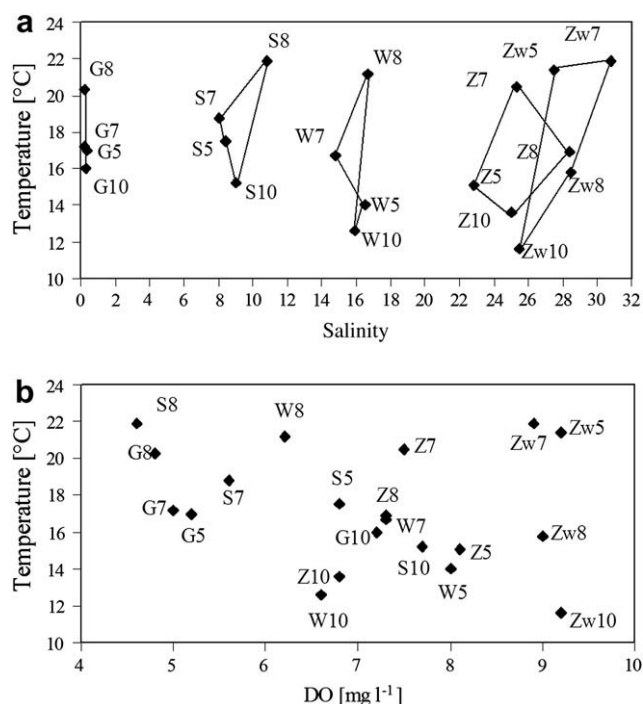 a
24
22
20
18
16
14
12
10
Temperature [°C]
G8
G7
G5
G10
S8
S7
S5
S10
W8
W7
W5
W10
Zw7
Zw5
Z7
Z8
Z5
Zw8
Z10
Zw10
0 2 4 6 8 10 12 14 16 18 20 22 24 26 28 30 32
Salinity
b
24
22
20
18
16
14
12
10
Temperature [°C]
S8
W8
G8
Z7
Zw7
Zw5
S7
S5
Z8
G7
G5
G10
W7
Zw8
Z10
S10
Z5
W5
W10
Zw10
4 5 6 7 8 9 10
DO [mg l⁻¹]